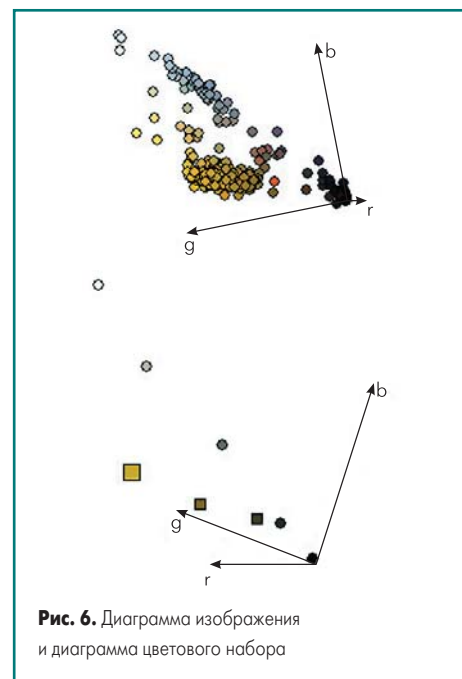 b
r
g
b
g
r
Рис. 6. Диаграмма изображения
и диаграмма цветового набора